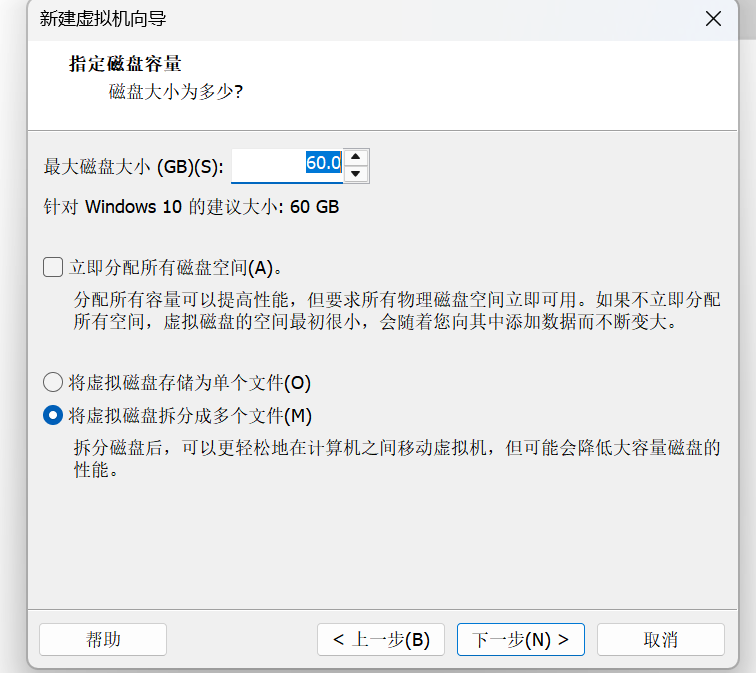 新建虚拟机向导
指定磁盘容量
磁盘大小为多少?
最大磁盘大小 (GB)(S): 60.0
针对 Windows 10 的建议大小: 60 GB
立即分配所有磁盘空间(A)。
分配所有容量可以提高性能，但要求所有物理磁盘空间立即可用。如果不立即分配
所有空间，虚拟磁盘的空间最初很小，会随着您向其中添加数据而不断变大。
将虚拟磁盘存储为单个文件(O)
将虚拟磁盘拆分成多个文件(M)
拆分磁盘后，可以更轻松地在计算机之间移动虚拟机，但可能会降低大容量磁盘的
性能。
帮助 < 上一步(B) 下一步(N) > 取消